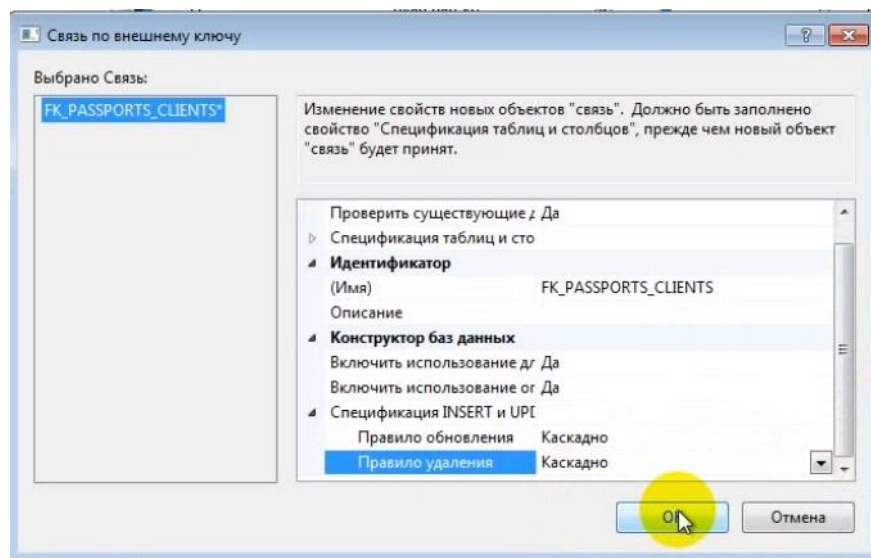 Связь по внешнему ключу
Выбрано Связь:
FK_PASSPORTS_CLIENTS*
Изменение свойств новых объектов "связь". Должно быть заполнено
свойство "Спецификация таблиц и столбцов", прежде чем новый объект
"связь" будет принят.
Проверить существующие Да
Спецификация таблиц и сто
Идентификатор
(Имя) FK_PASSPORTS_CLIENTS
Описание
Конструктор баз данных
Включить использование дл Да
Включить использование ог Да
Спецификация INSERT и UPD
Правило обновления Каскадно
Правило удаления Каскадно
Отмена